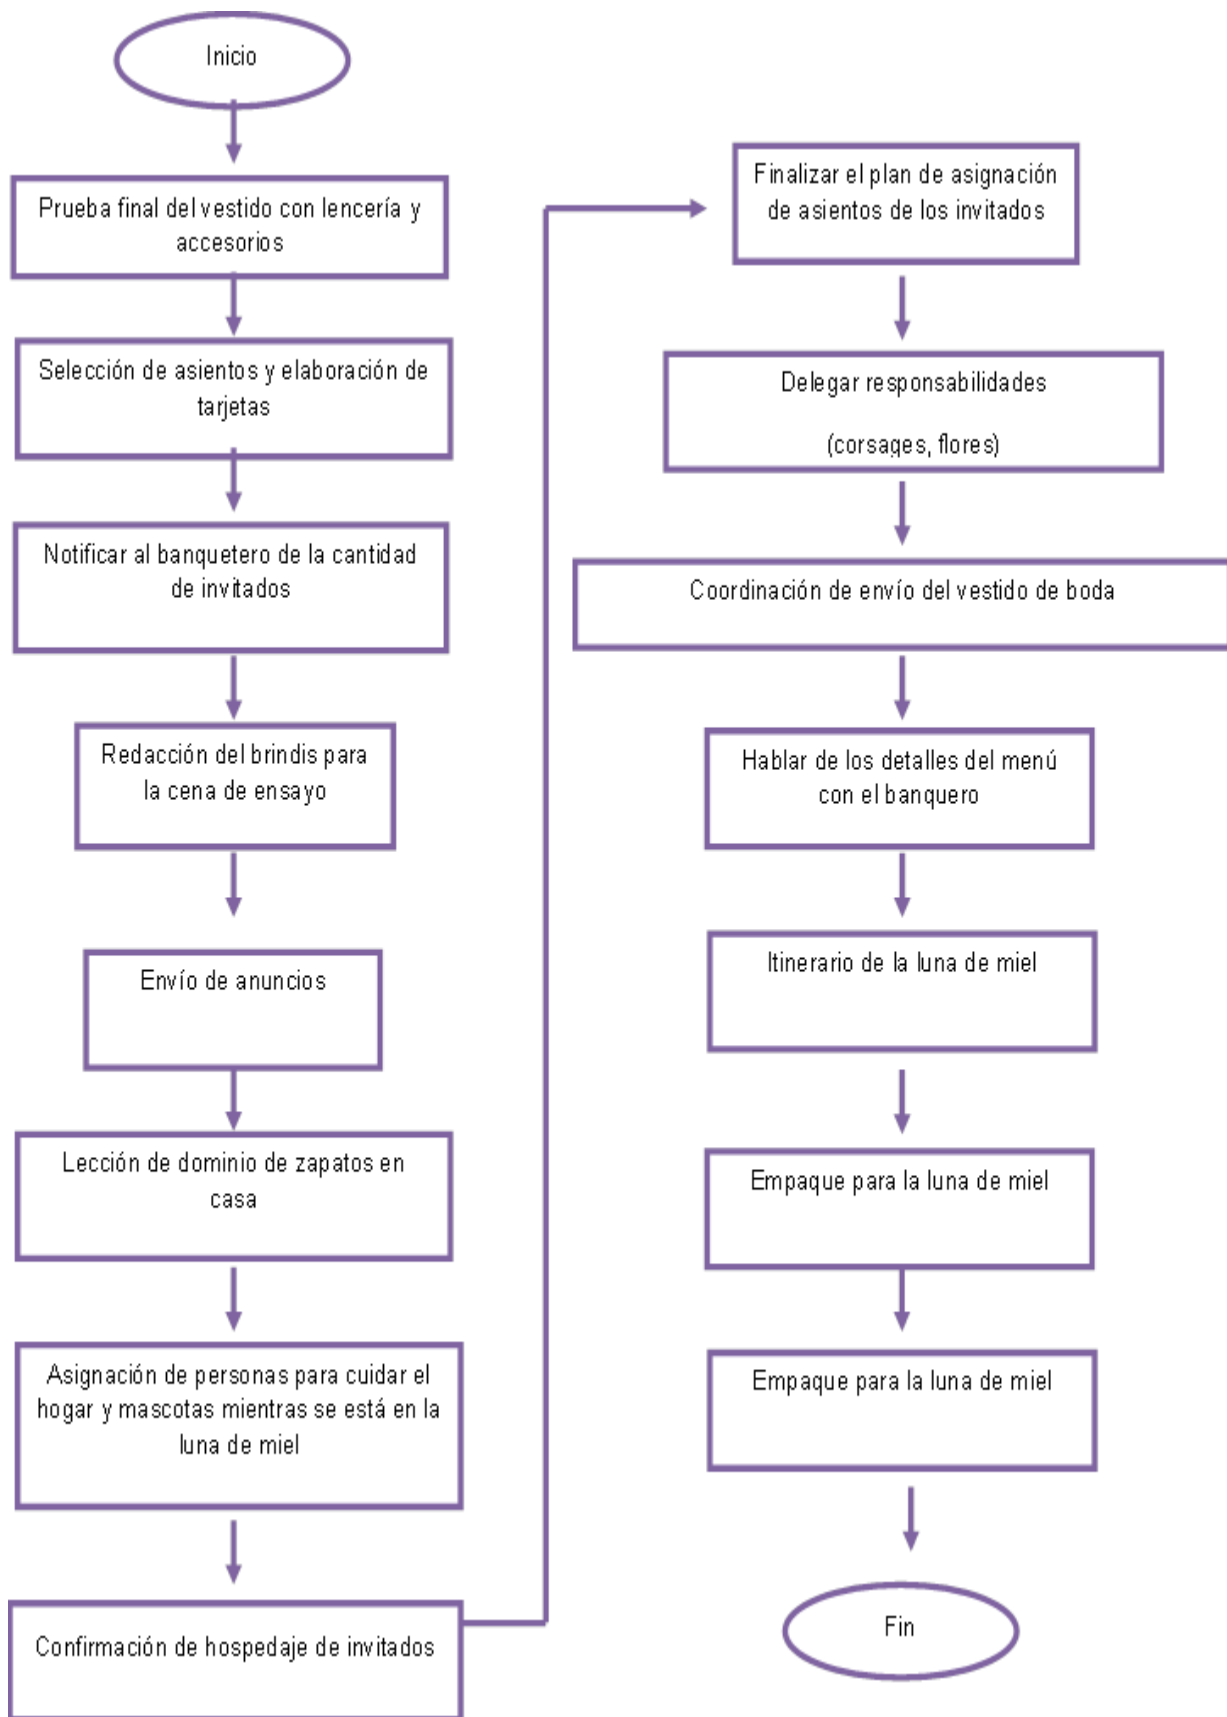 Inicio
Prueba final del vestido con lencería y
accesorios
Selección de asientos y elaboración de
tarjetas
Notificar al banquetero de la cantidad
de invitados
Redacción del brindis para
la cena de ensayo
Envío de anuncios
Lección de dominio de zapatos en
casa
Asignación de personas para cuidar el
hogar y mascotas mientras se está en la
luna de miel
Confirmación de hospedaje de invitados
Finalizar el plan de asignación
de asientos de los invitados
Delegar responsabilidades
(corsages, flores)
Coordinación de envío del vestido de boda
Hablar de los detalles del menú
con el banquero
Itinerario de la luna de miel
Empaque para la luna de miel
Empaque para la luna de miel
Fin